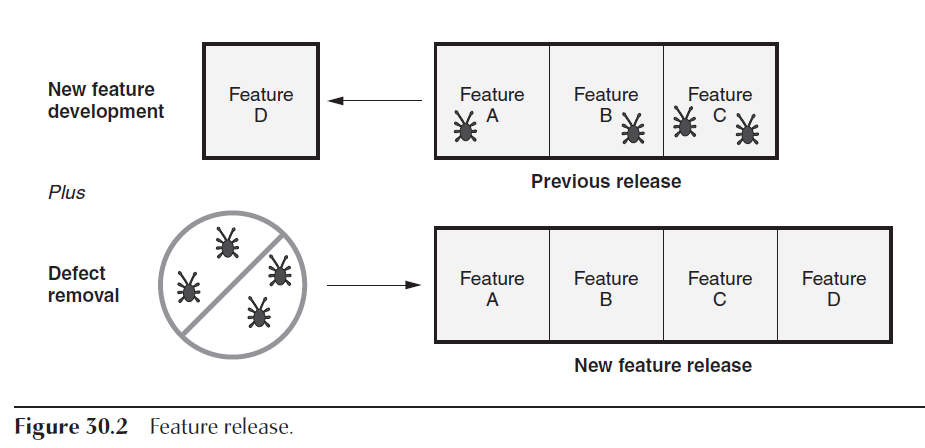 New feature
development
Feature
D
Feature
A
Feature
B
Feature
C
Previous release
Plus
Defect
removal
Feature
A
Feature
B
Feature
C
Feature
D
New feature release
Figure 30.2 Feature release.